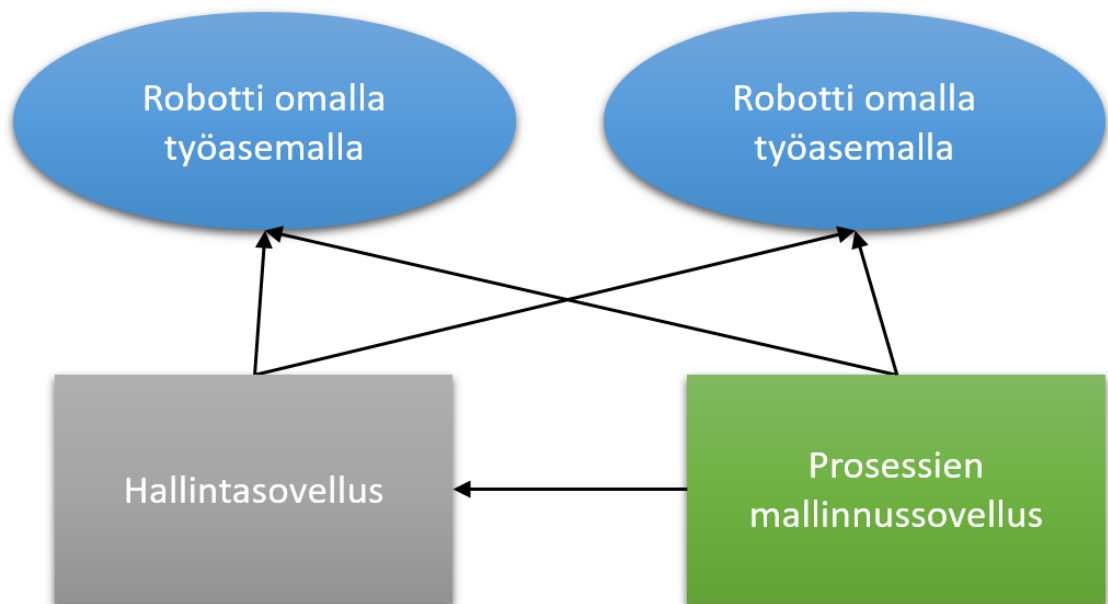 Robotti omalla
työasemalla
Robotti omalla
työasemalla
Hallintasovellus
Prosessien
mallinnussovellus